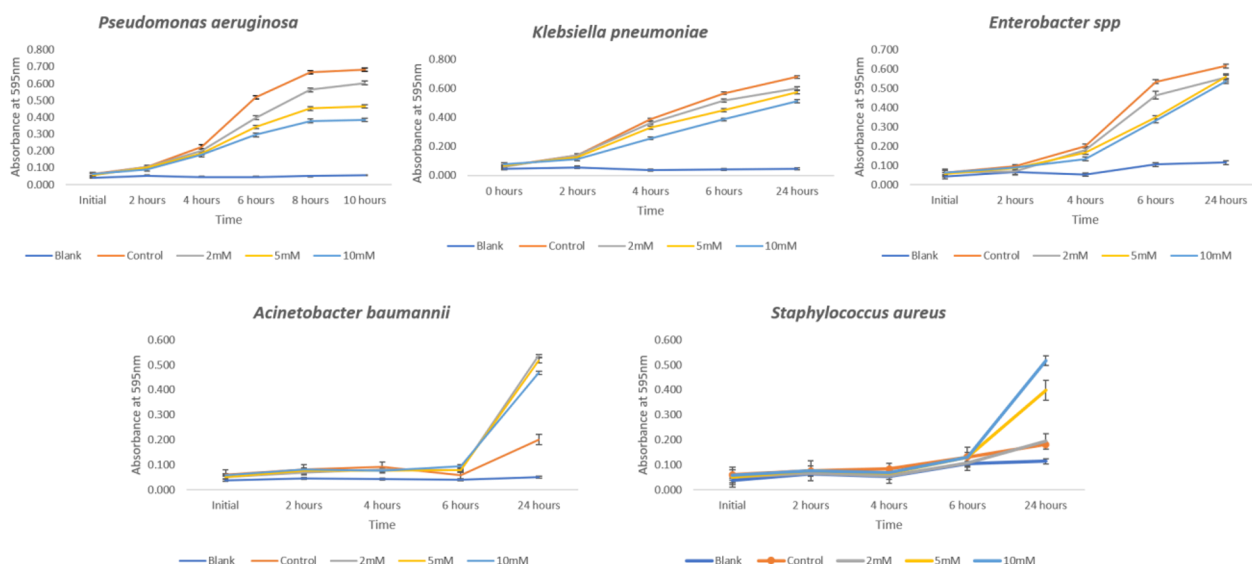 Pseudomonas aeruginosa
Absorbance at 595nm
0.800
0.700
0.600
0.500
0.400
0.300
0.200
0.100
0.000
Initial 2 hours 4 hours 6 hours 8 hours 10 hours
Time
Blank Control 2mM 5mM 10mM
Klebsiella pneumoniae
Absorbance at 595nm
0.800
0.600
0.400
0.200
0.000
0 hours 2 hours 4 hours 6 hours 24 hours
Time
Blank Control 2mM 5mM 10mM
Enterobacter spp
Absorbance at 595nm
0.700
0.600
0.500
0.400
0.300
0.200
0.100
0.000
Initial 2 hours 4 hours 6 hours 24 hours
Time
Blank Control 2mM 5mM 10mM
Acinetobacter baumannii
Absorbance at 595nm
0.600
0.500
0.400
0.300
0.200
0.100
0.000
Initial 2 hours 4 hours 6 hours 24 hours
Time
Blank Control 2mM 5mM 10mM
Staphylococcus aureus
Absorbance at 595nm
0.600
0.500
0.400
0.300
0.200
0.100
0.000
Initial 2 hours 4 hours 6 hours 24 hours
Time
Blank Control 2mM 5mM 10mM